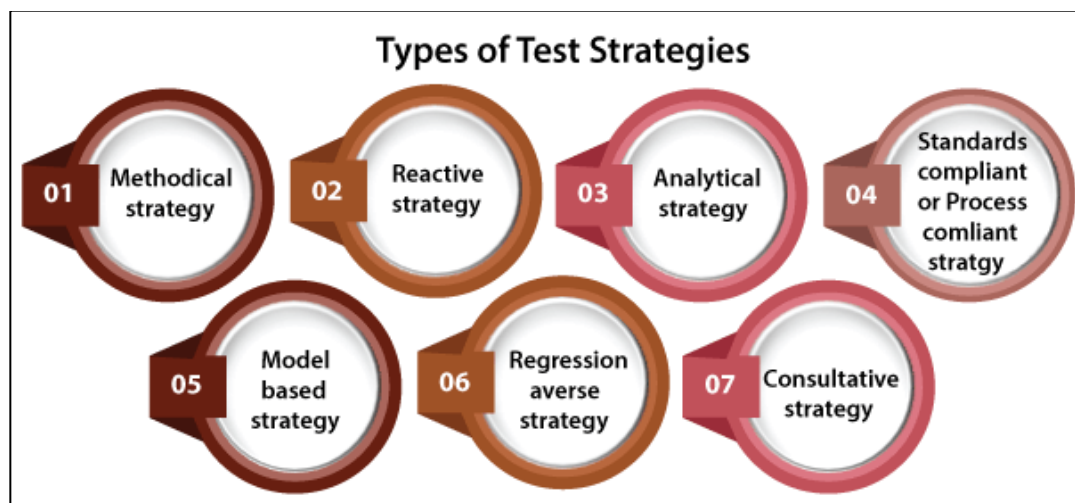 Types of Test Strategies
01
Methodical
strategy
02
Reactive
strategy
03
Analytical
strategy
04
Standards
compliant
or Process
comliant
stratgy
05
Model
based
strategy
06
Regression
averse
strategy
07
Consultative
strategy